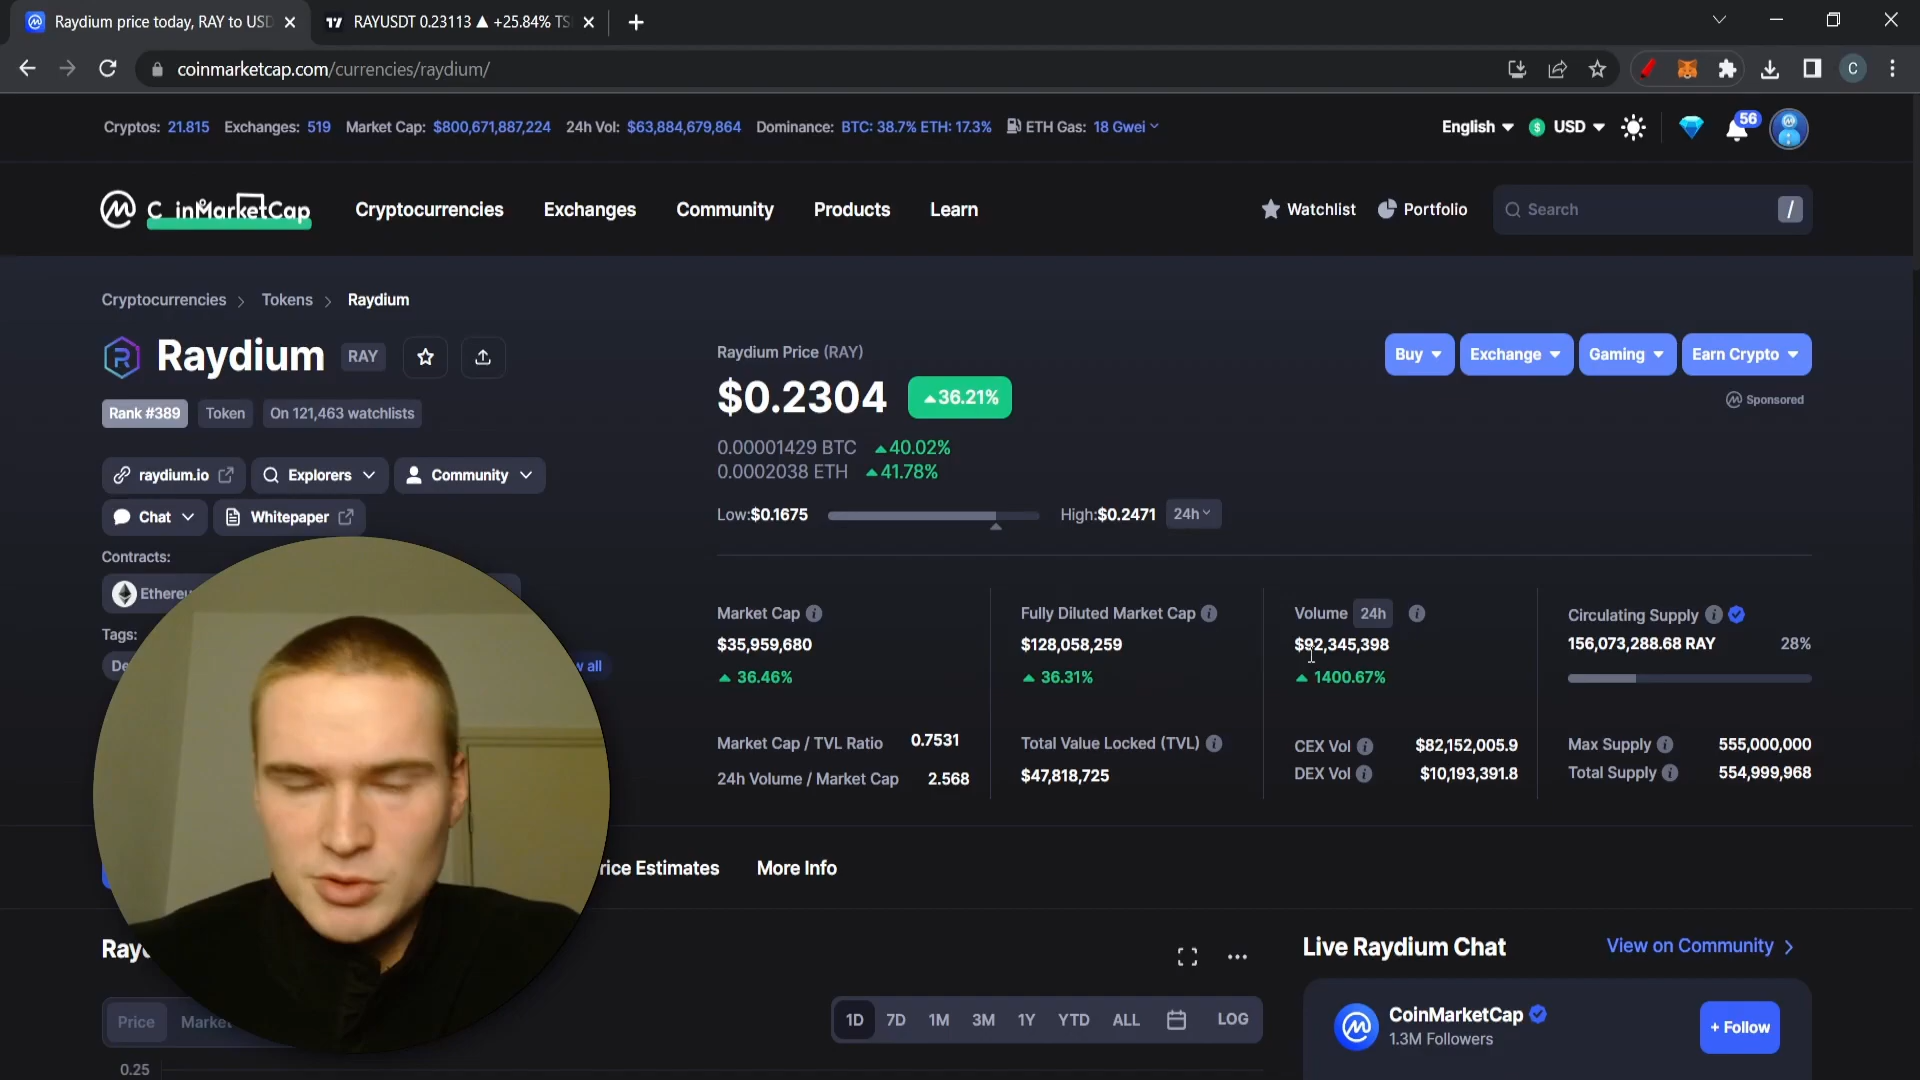 Raydium price today, RAY to USD
RAYUSDT 0.23113 ▲ +25.84% TS
coinmarketcap.com/currencies/raydium/
C
Cryptos: 21.815 Exchanges: 519 Market Cap: $800,671,887,224 24h Vol: $63,884,679,864 Dominance: BTC: 38.7% ETH: 17.3% ETH Gas: 18 Gwei
English USD 56
CoinMarketCap
Cryptocurrencies Exchanges Community Products Learn
Watchlist Portfolio Search /
Cryptocurrencies > Tokens > Raydium
Raydium RAY
Rank #389 Token On 121,463 watchlists
raydium.io Explorers Community
Chat Whitepaper
Contracts:
Tags:
Raydium Price (RAY)
$0.2304 ▲36.21%
0.00001429 BTC ▲40.02%
0.0002038 ETH ▲41.78%
Low:$0.1675 High:$0.2471 24h
Buy Exchange Gaming Earn Crypto
Sponsored
Market Cap
$35,959,680
▲ 36.46%
Market Cap / TVL Ratio 0.7531
24h Volume / Market Cap 2.568
Fully Diluted Market Cap
$128,058,259
▲ 36.31%
Total Value Locked (TVL)
$47,818,725
Volume 24h
$92,345,398
▲ 1400.67%
CEX Vol $82,152,005.9
DEX Vol $10,193,391.8
Circulating Supply
156,073,288.68 RAY 28%
Max Supply 555,000,000
Total Supply 554,999,968
rice Estimates More Info
Price Market
1D 7D 1M 3M 1Y YTD ALL LOG
0.25
Live Raydium Chat View on Community >
CoinMarketCap
1.3M Followers
+ Follow